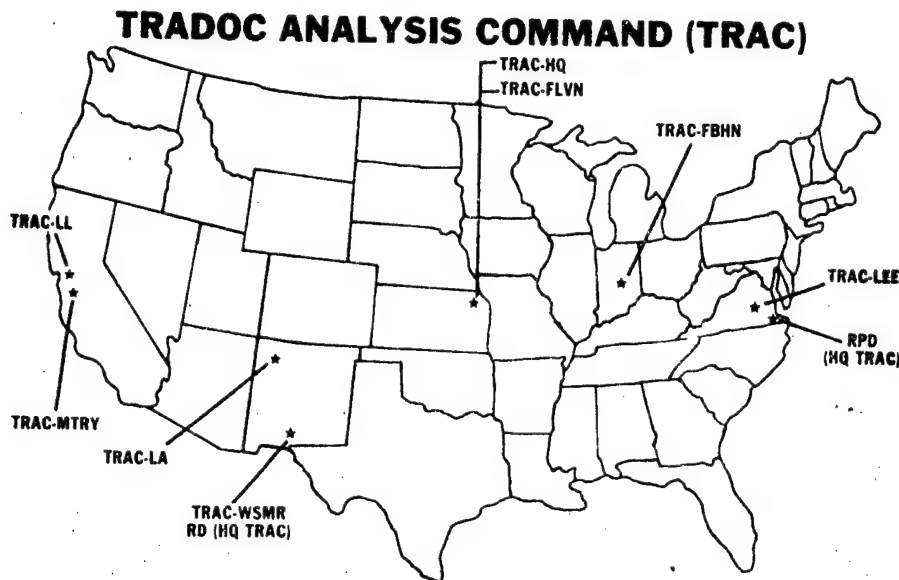 TRADOC ANALYSIS COMMAND (TRAC)
TRAC-HQ
TRAC-FLVN
TRAC-FBHN
TRAC-LL
TRAC-LEE
RPD
(HQ TRAC)
TRAC-MTRY
TRAC-LA
TRAC-WSMR
RD (HQ TRAC)